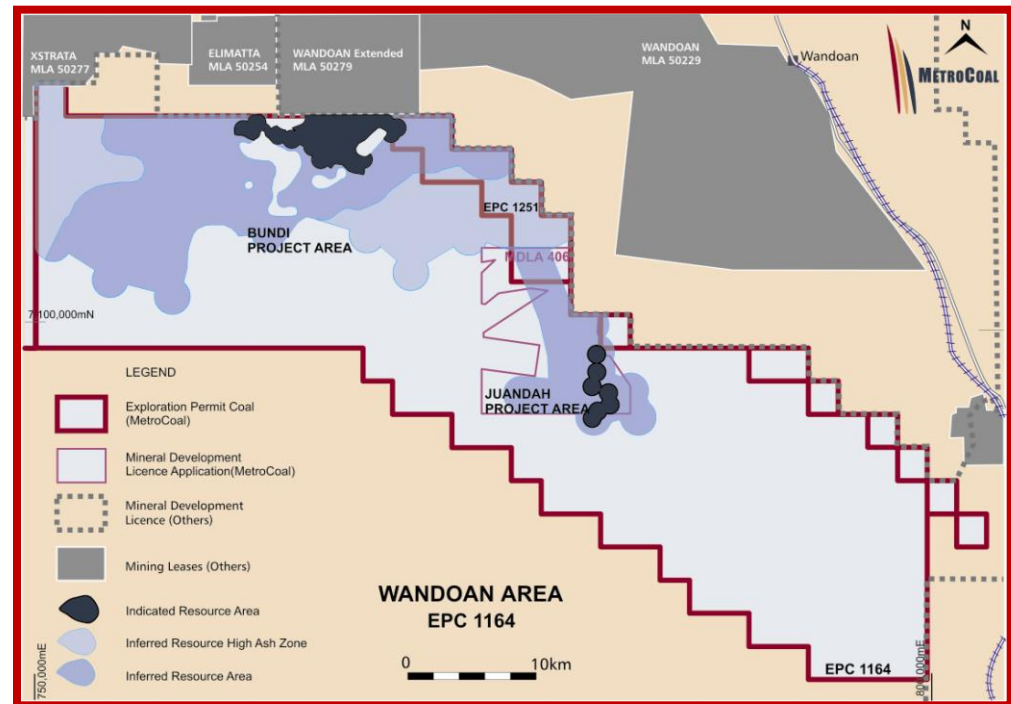 XSTRATA
MLA 50277
ELIMATTA
MLA 50254
WANDOAN Extended
MLA 50279
WANDOAN
MLA 50229
Wandoan
N
METROCOAL
EPC 1251
BUNDI
PROJECT AREA
MDLA 406
7,100,000mN
JUANDAH
PROJECT AREA
LEGEND
Exploration Permit Coal
(MetroCoal)
Mineral Development
Licence Application(MetroCoal)
Mineral Development
Licence (Others)
Mining Leases (Others)
Indicated Resource Area
Inferred Resource High Ash Zone
Inferred Resource Area
WANDOAN AREA
EPC 1164
0 10km
EPC 1164
750,000mE
800,000mE